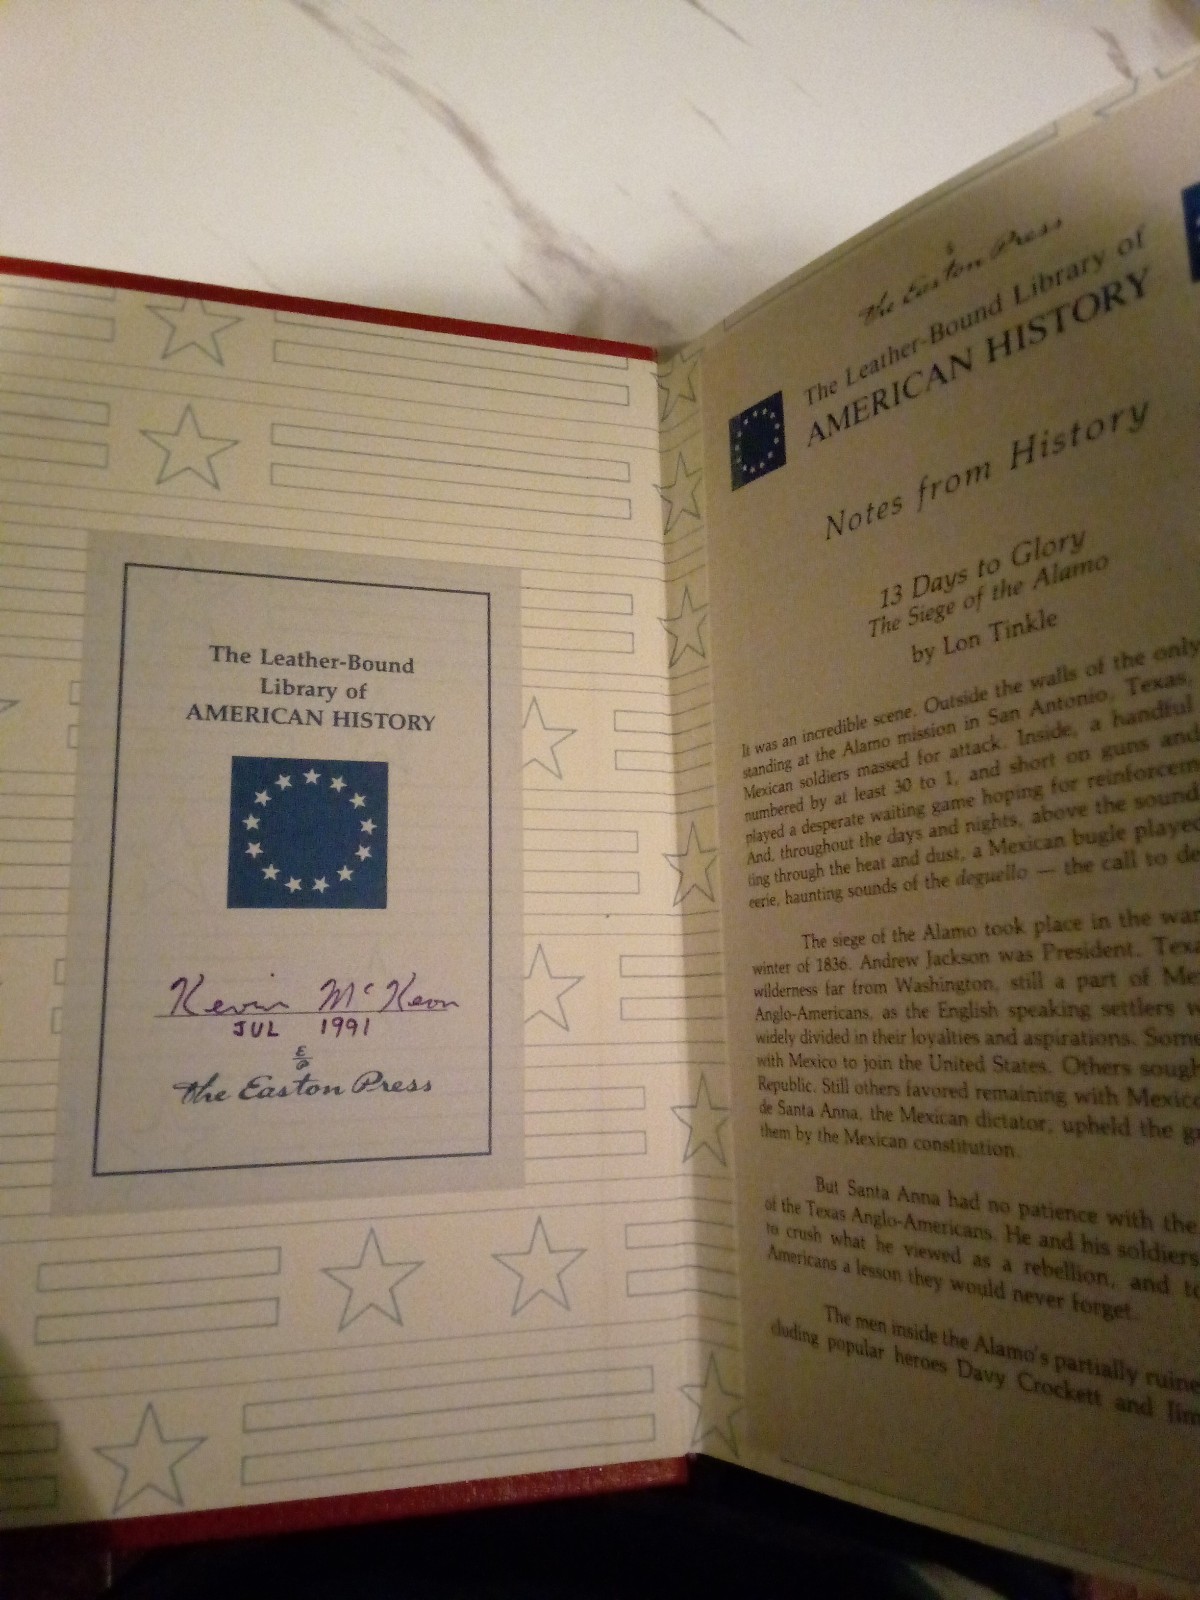 The Leather-Bound
Library of
AMERICAN HISTORY
Kevin McKeon
JUL 1991
E
P
the Easton Press
the Easton Press
The Leather-Bound Library of
AMERICAN HISTORY
Notes from History
13 Days to Glory
The Siege of the Alamo
by Lon Tinkle
It was an incredible scene. Outside the walls of the only
standing at the Alamo mission in San Antonio, Texas,
Mexican soldiers massed for attack. Inside, a handful
numbered by at least 30 to 1, and short on guns and
played a desperate waiting game hoping for
And, throughout the days and nights, above the sound
ting through the heat and dust, a Mexican bugle played
eerie, haunting sounds of the deguello — the call to
The siege of the Alamo took place in the
winter of 1836. Andrew Jackson was President.
wilderness far from Washington, still a part of
Anglo-Americans, as the English speaking settlers
widely divided in their loyalties and aspirations. Some
with Mexico to join the United States. Others
Republic. Still others favored remaining with Mexico
de Santa Anna, the Mexican dictator, upheld the
them by the Mexican constitution.
But Santa Anna had no patience with the
of the Texas Anglo-Americans. He and his soldiers
to crush what he viewed as a rebellion, and
Americans a lesson they would never forget.
The men inside the Alamo's partially
cluding popular heroes Davy Crockett and Jim